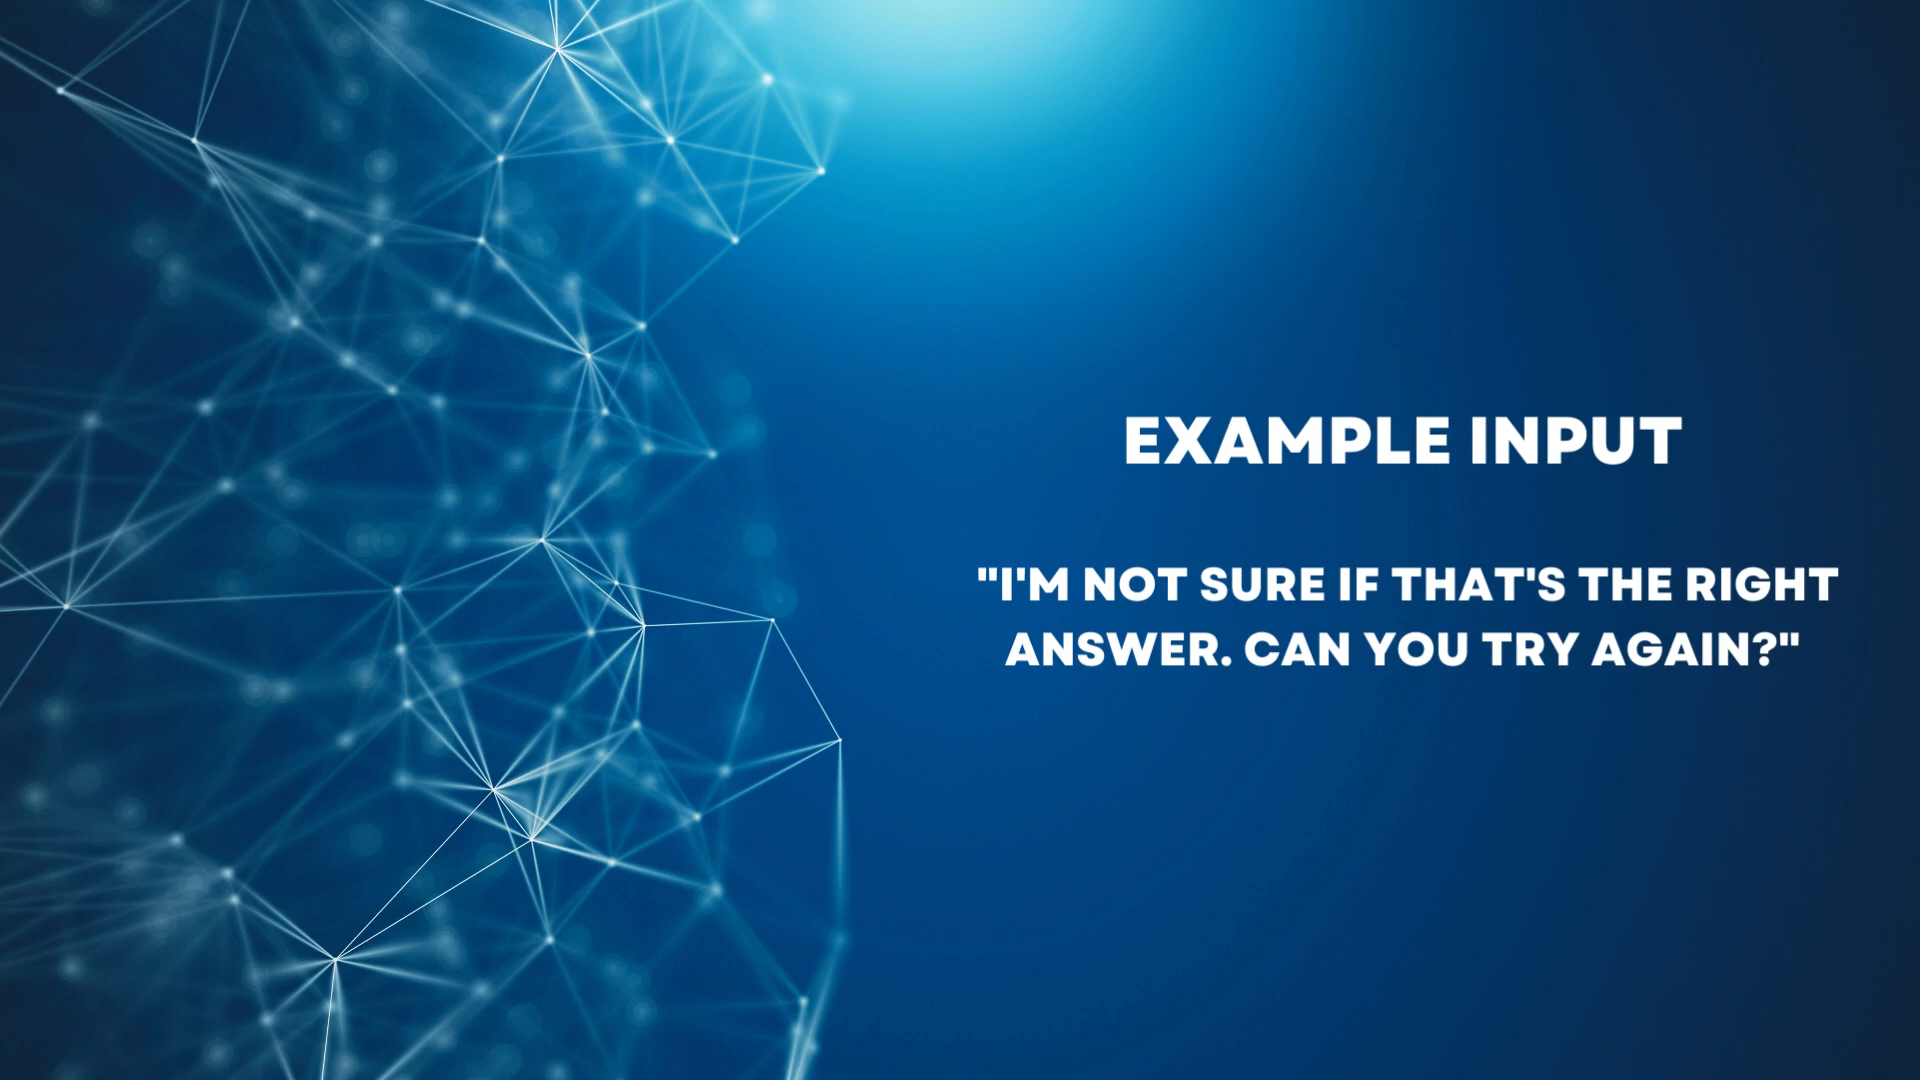 EXAMPLE INPUT
"I'M NOT SURE IF THAT'S THE RIGHT
ANSWER. CAN YOU TRY AGAIN?"